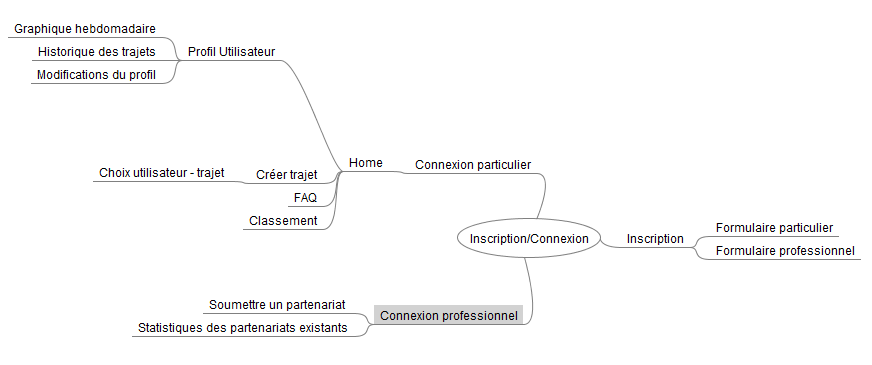 Graphique hebdomadaire
Historique des trajets
Modifications du profil
Profil Utilisateur
Home
Connexion particulier
Choix utilisateur - trajet
Créer trajet
FAQ
Classement
Inscription/Connexion
Inscription
Formulaire particulier
Formulaire professionnel
Soumettre un partenariat
Statistiques des partenariats existants
Connexion professionnel